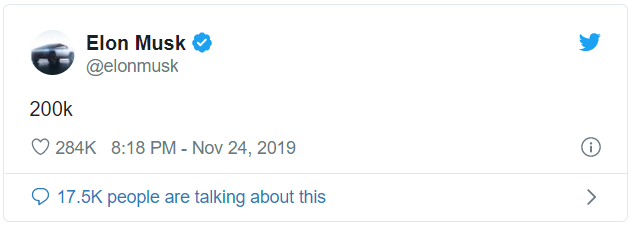 Elon Musk
@elonmusk
200k
284K 8:18 PM - Nov 24, 2019
17.5K people are talking about this